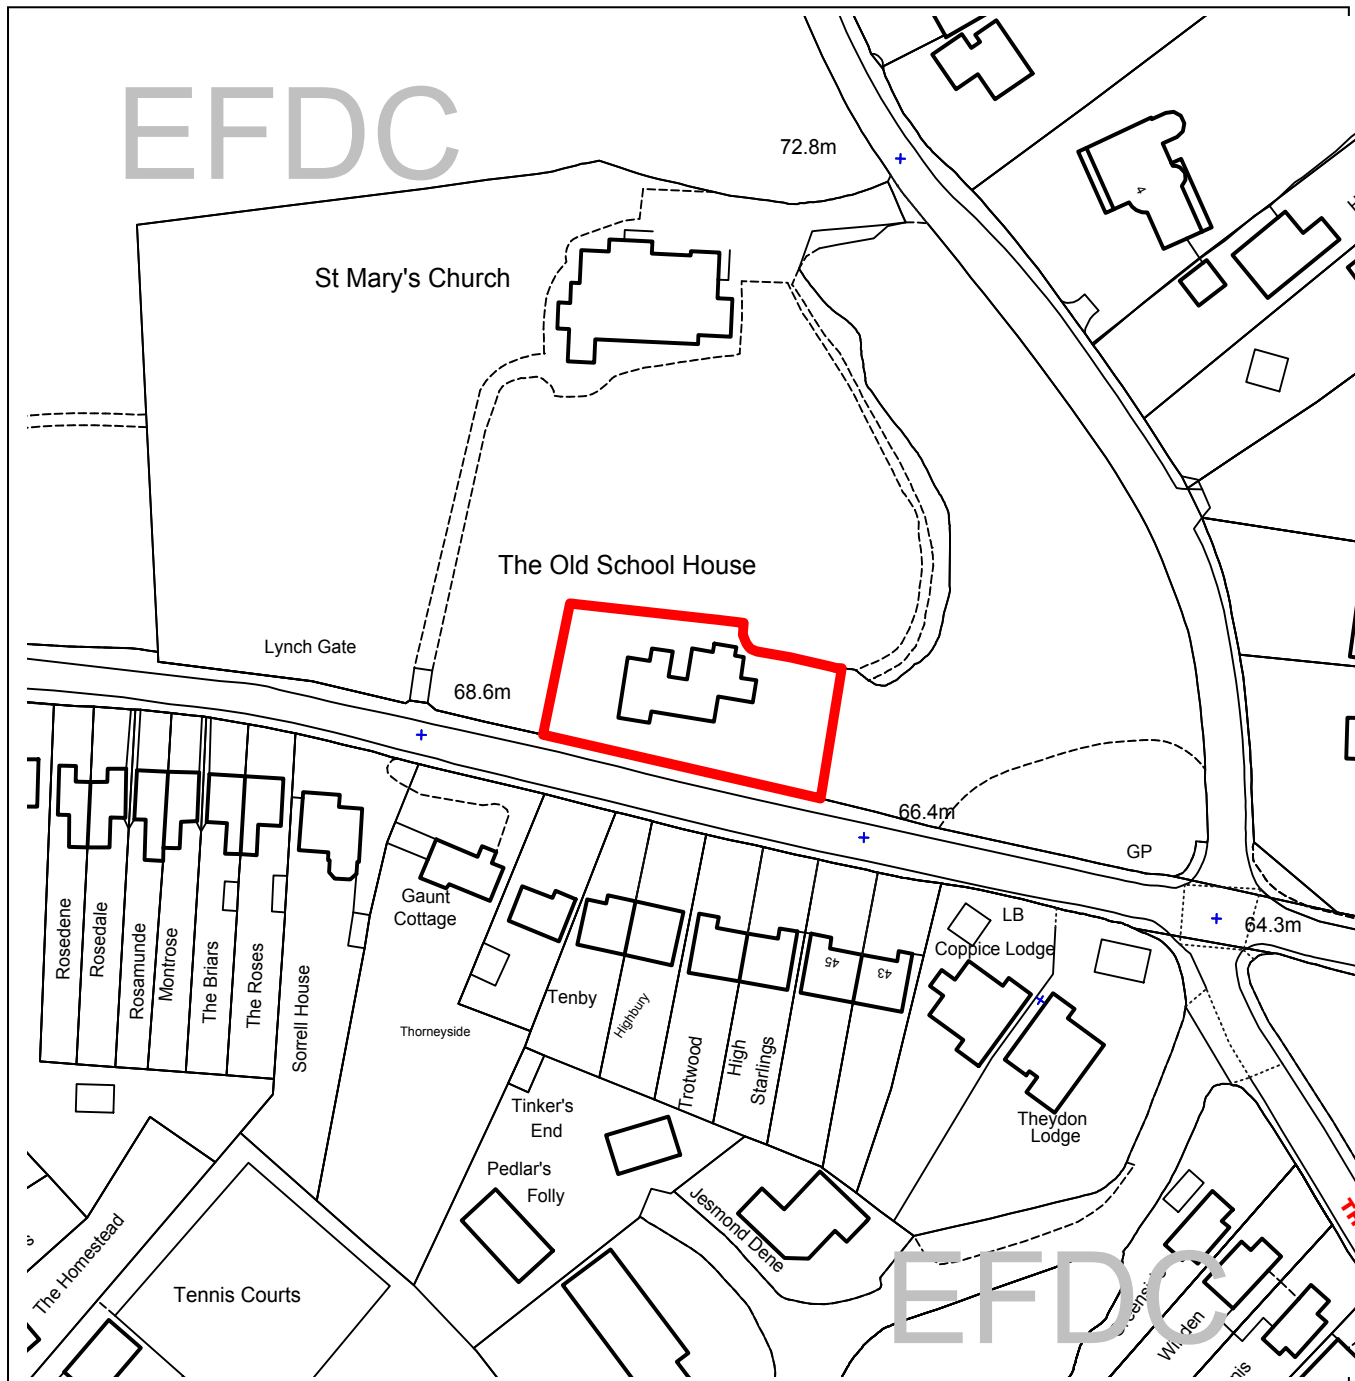 EFDC
72.8m
4
St Mary's Church
The Old School House
Lynch Gate
68.6m
66.4m
GP
64.3m
LB
Coppice Lodge
Gaunt
Cottage
45
43
Rosedene
Rosedale
Rosamunde
Montrose
The Briars
The Roses
Sorrell House
Thorneyside
Tenby
Highbury
Trotwood
High
Starlings
Theydon
Lodge
Tinker's
End
Pedlar's
Folly
Jesmond Dene
The Homestead
Tennis Courts
EFDC